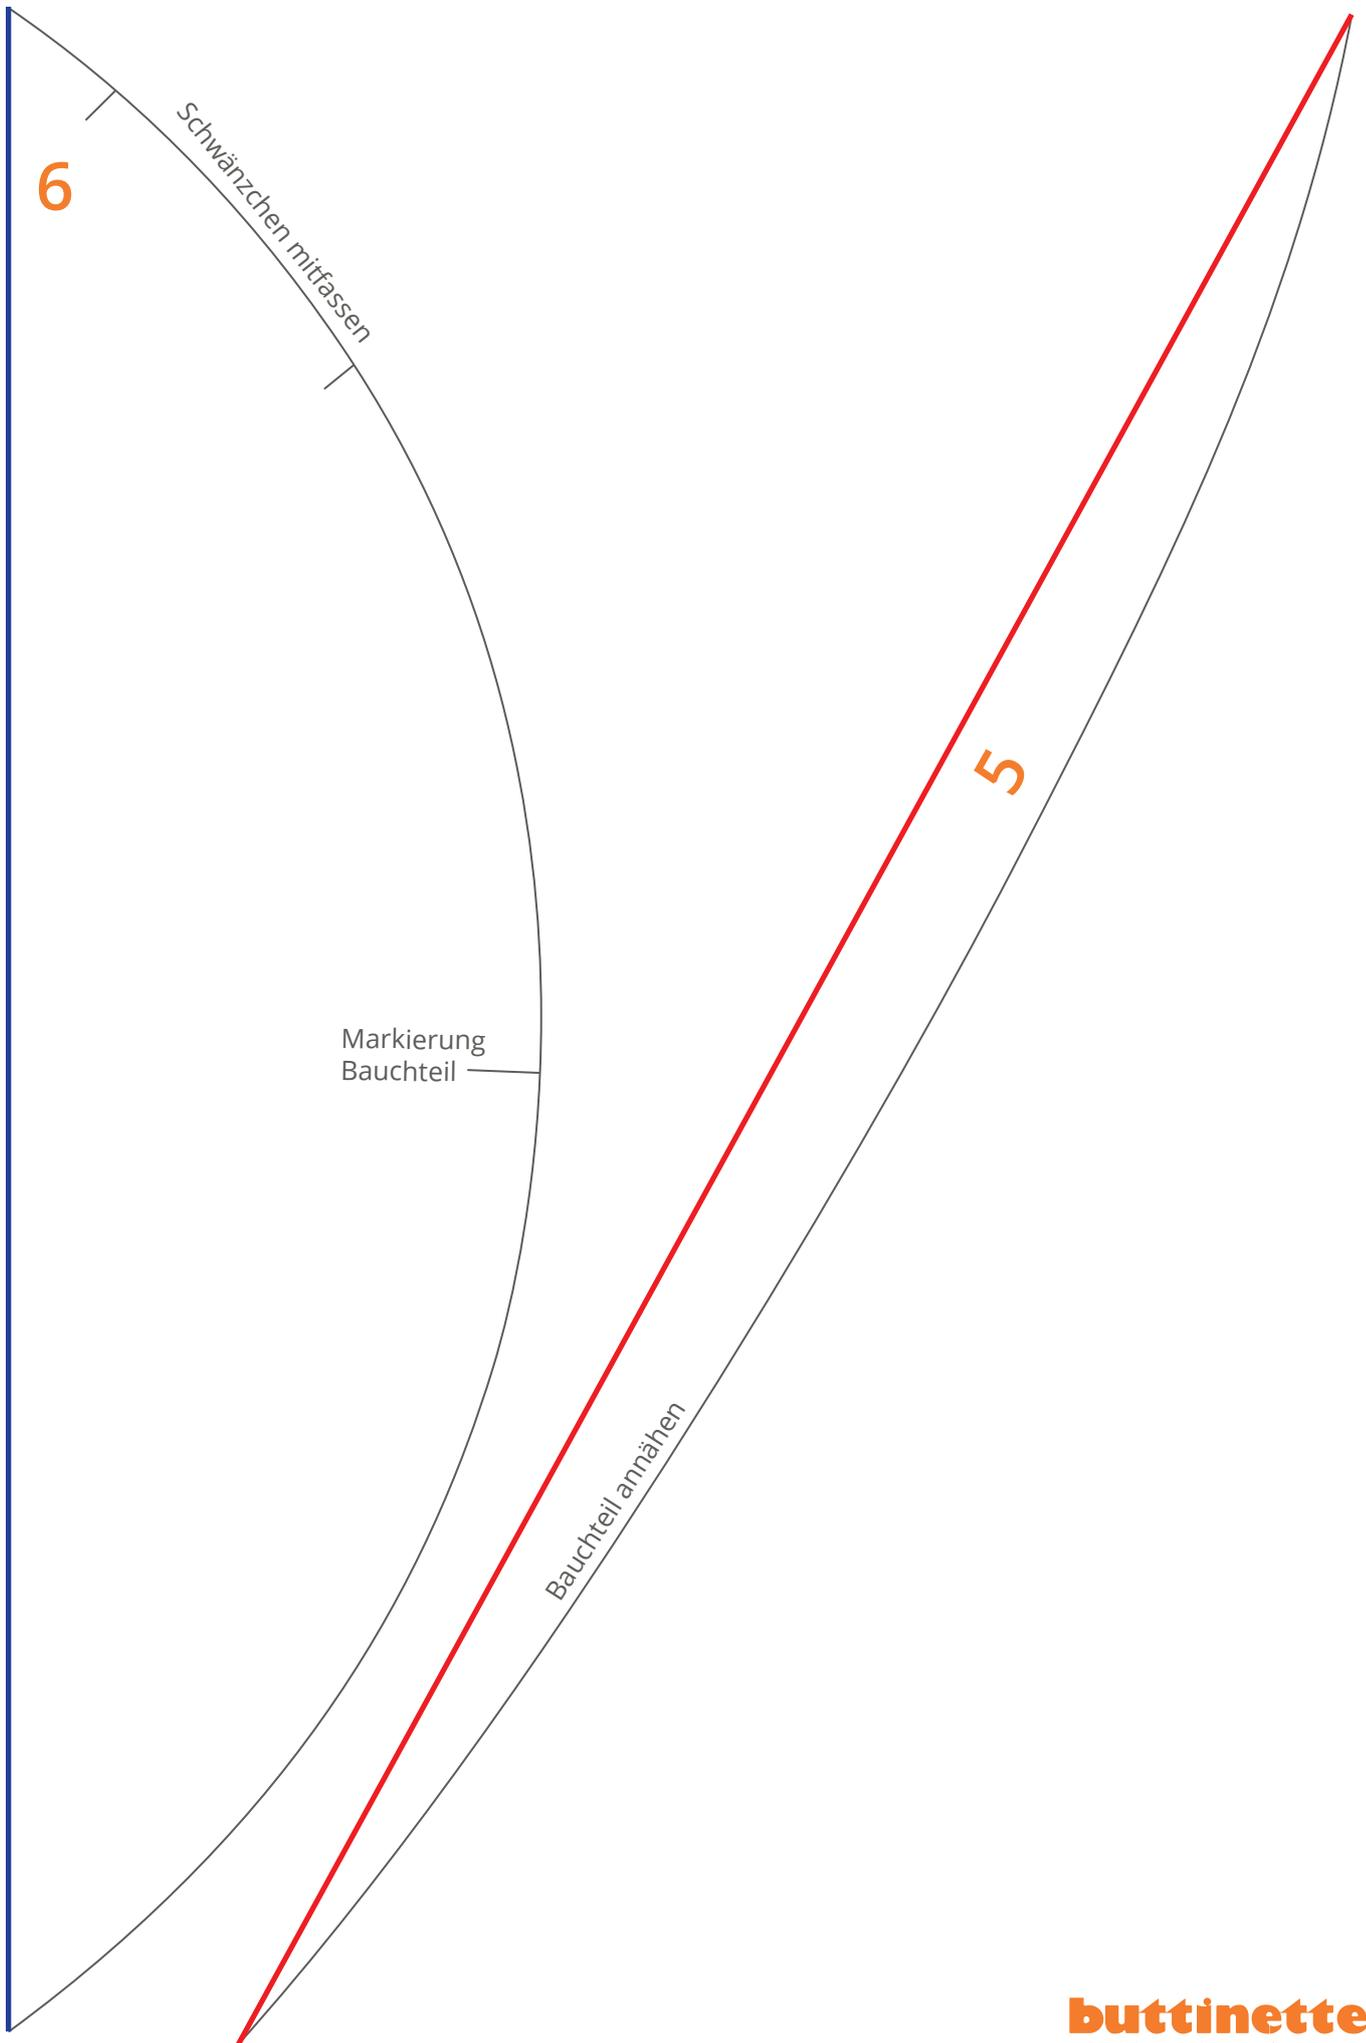 6
Schwänzchen mitfassen
5
Markierung
Bauchteil
Bauchteil annähen
buttinette